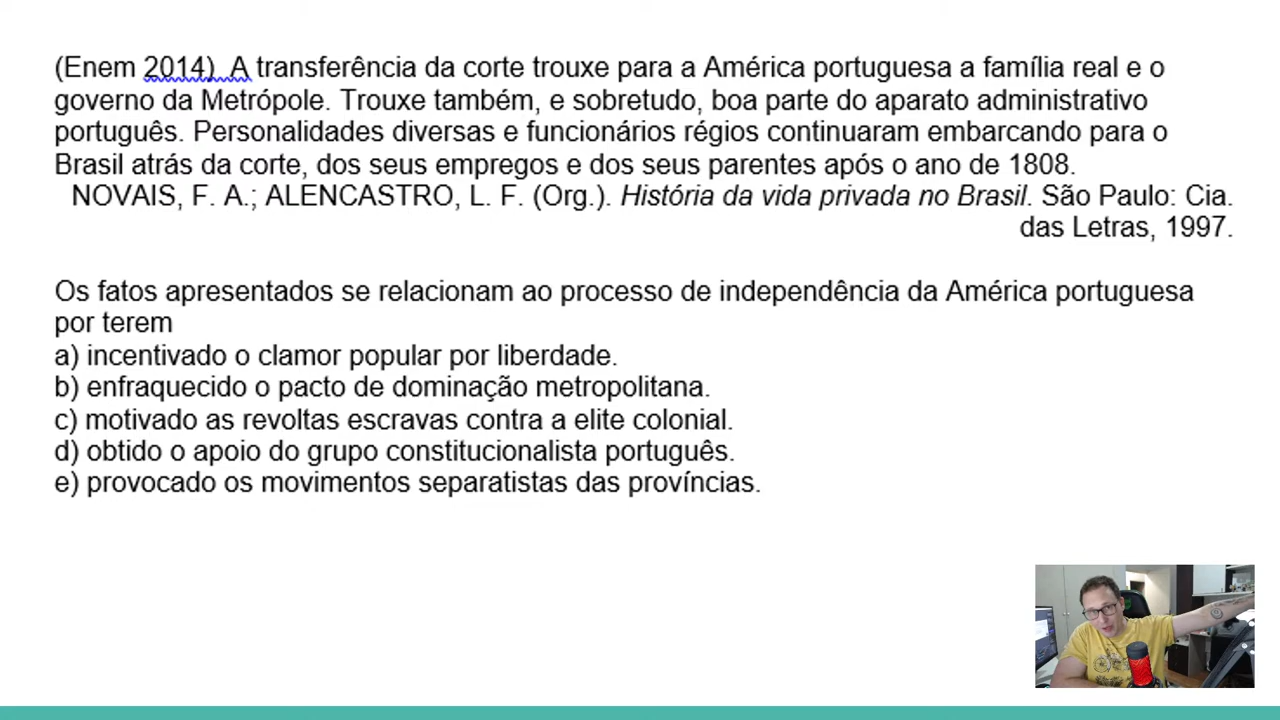 (Enem 2014). A transferência da corte trouxe para a América portuguesa a família real e o
governo da Metrópole. Trouxe também, e sobretudo, boa parte do aparato administrativo
português. Personalidades diversas e funcionários régios continuaram embarcando para o
Brasil atrás da corte, dos seus empregos e dos seus parentes após o ano de 1808.
NOVAIS, F. A.; ALENCASTRO, L. F. (Org.). História da vida privada no Brasil. São Paulo: Cia.
das Letras, 1997.
Os fatos apresentados se relacionam ao processo de independência da América portuguesa
por terem
a) incentivado o clamor popular por liberdade.
b) enfraquecido o pacto de dominação metropolitana.
c) motivado as revoltas escravas contra a elite colonial.
d) obtido o apoio do grupo constitucionalista português.
e) provocado os movimentos separatistas das províncias.